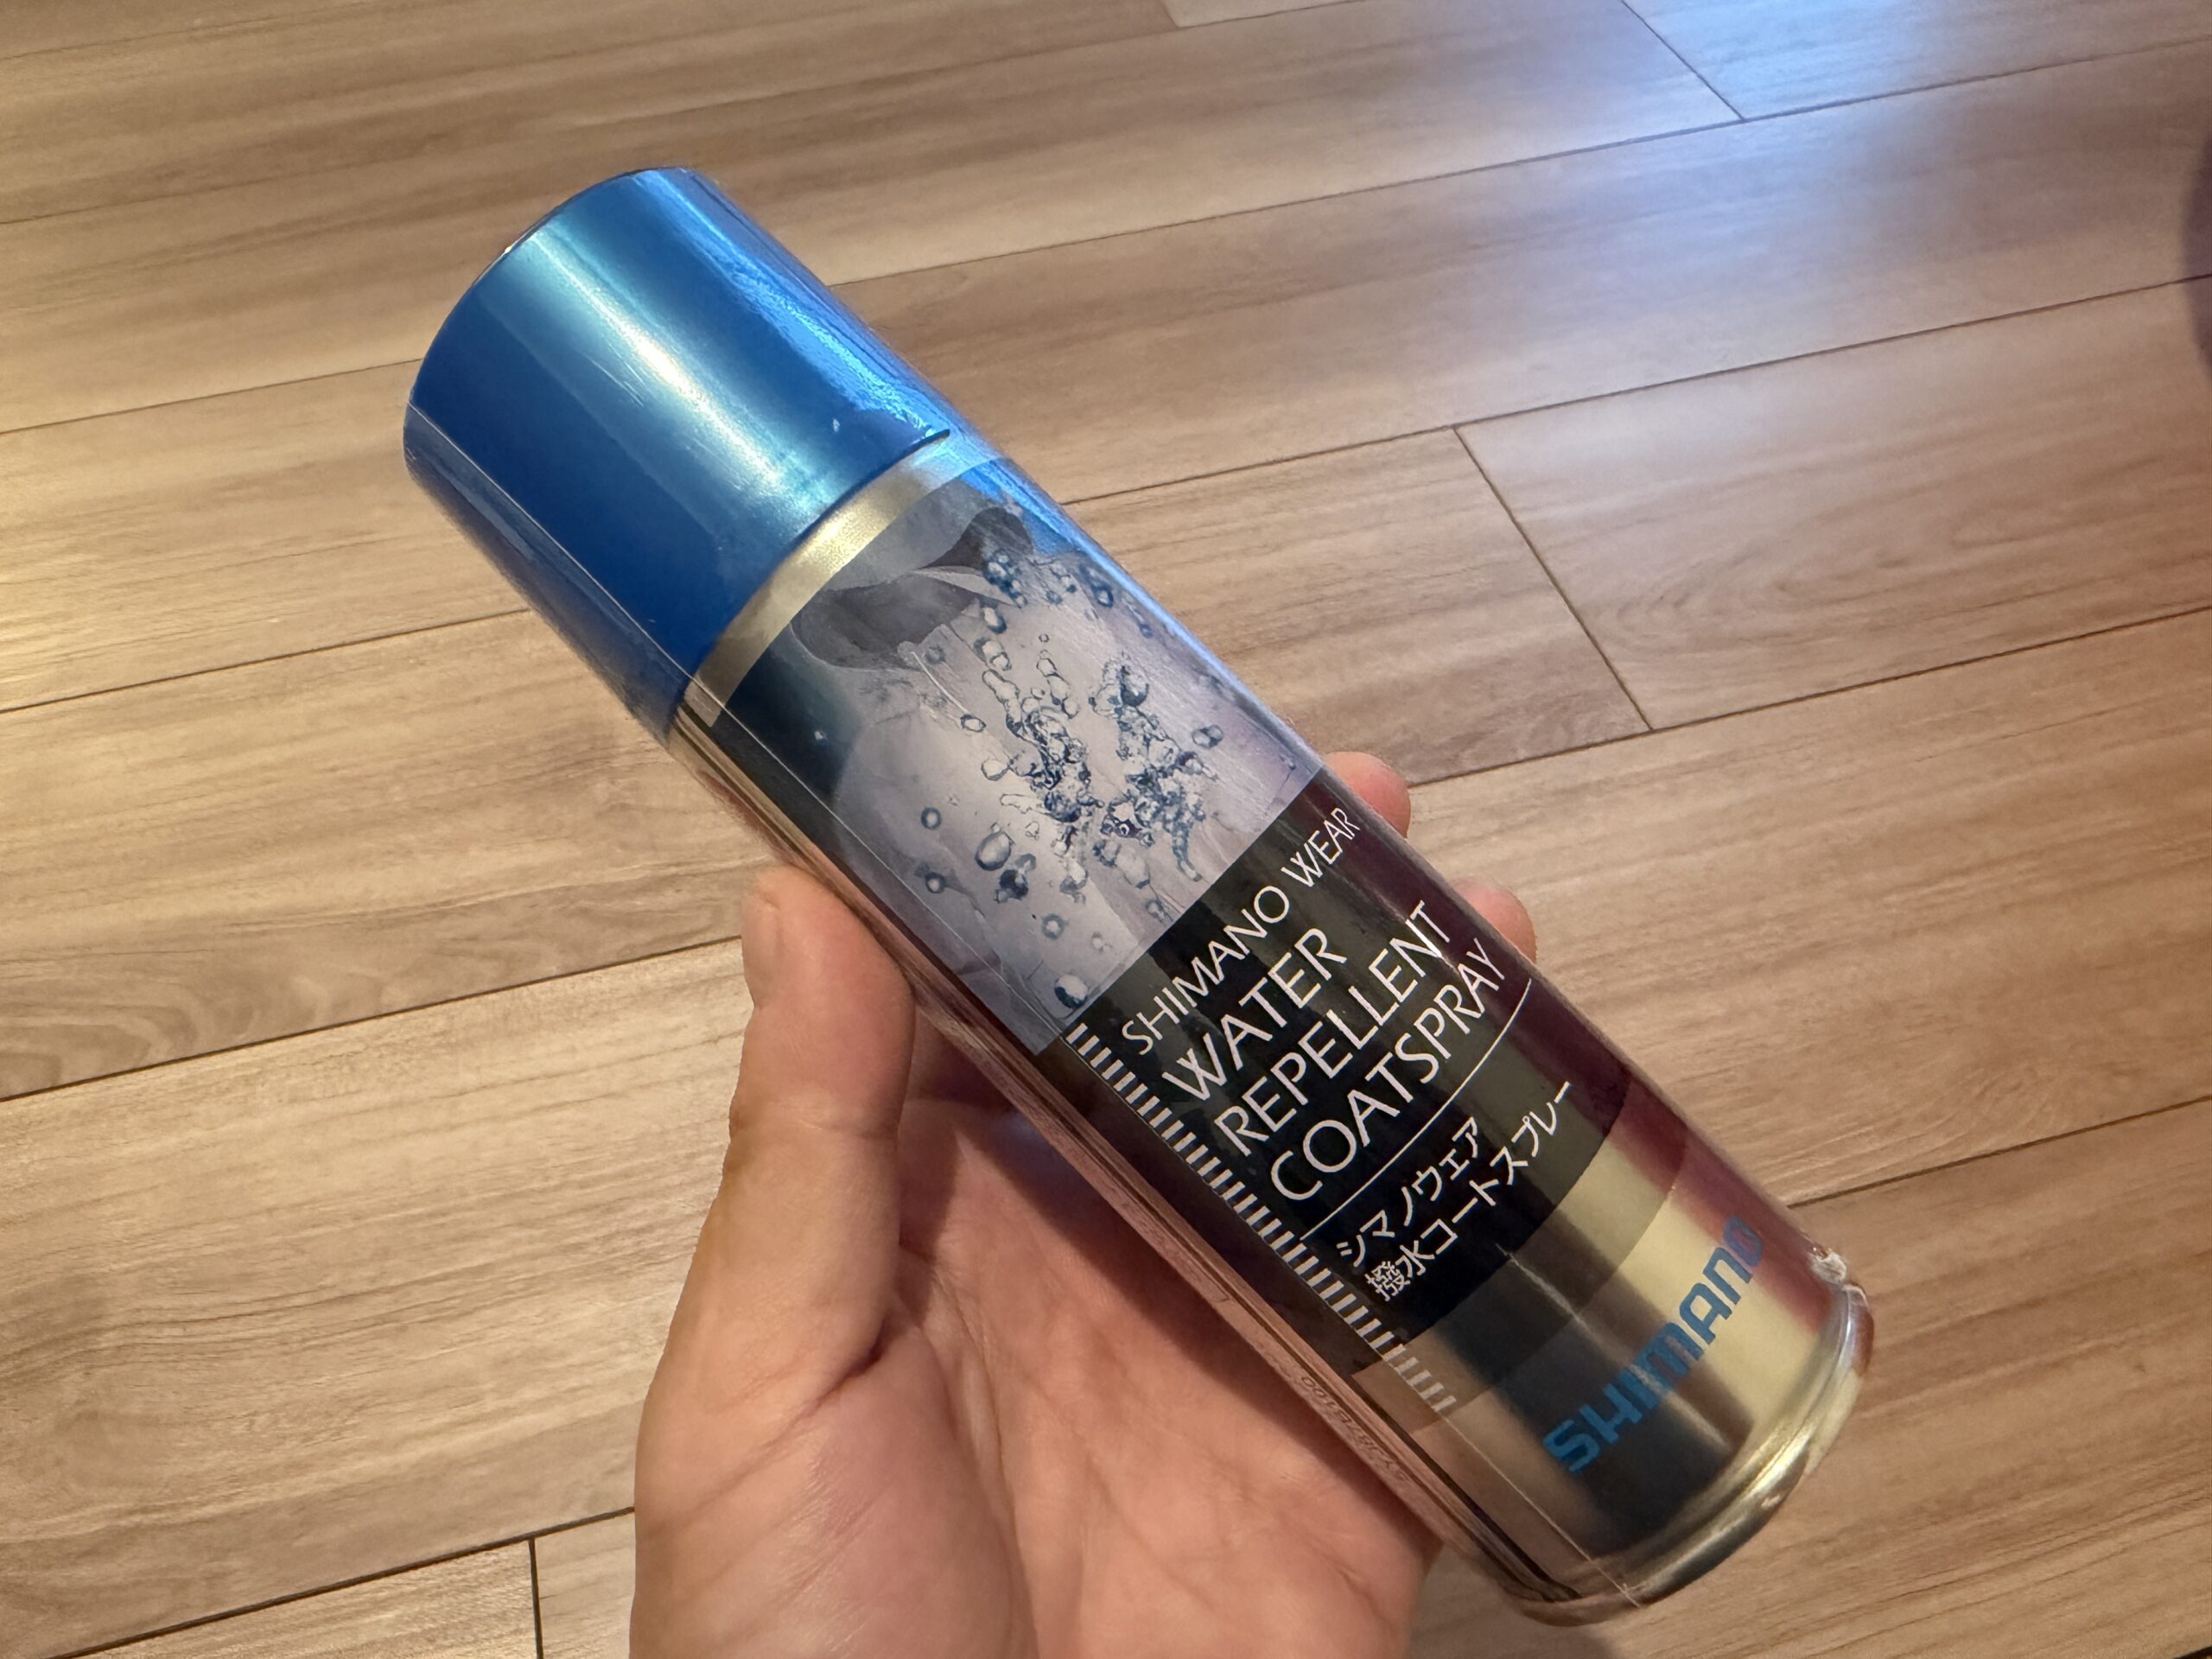 SHIMANO WEAR
WATER
REPELLENT
COATSPRAY
シマノウェア
撥水コートスプレー
SHIMANO